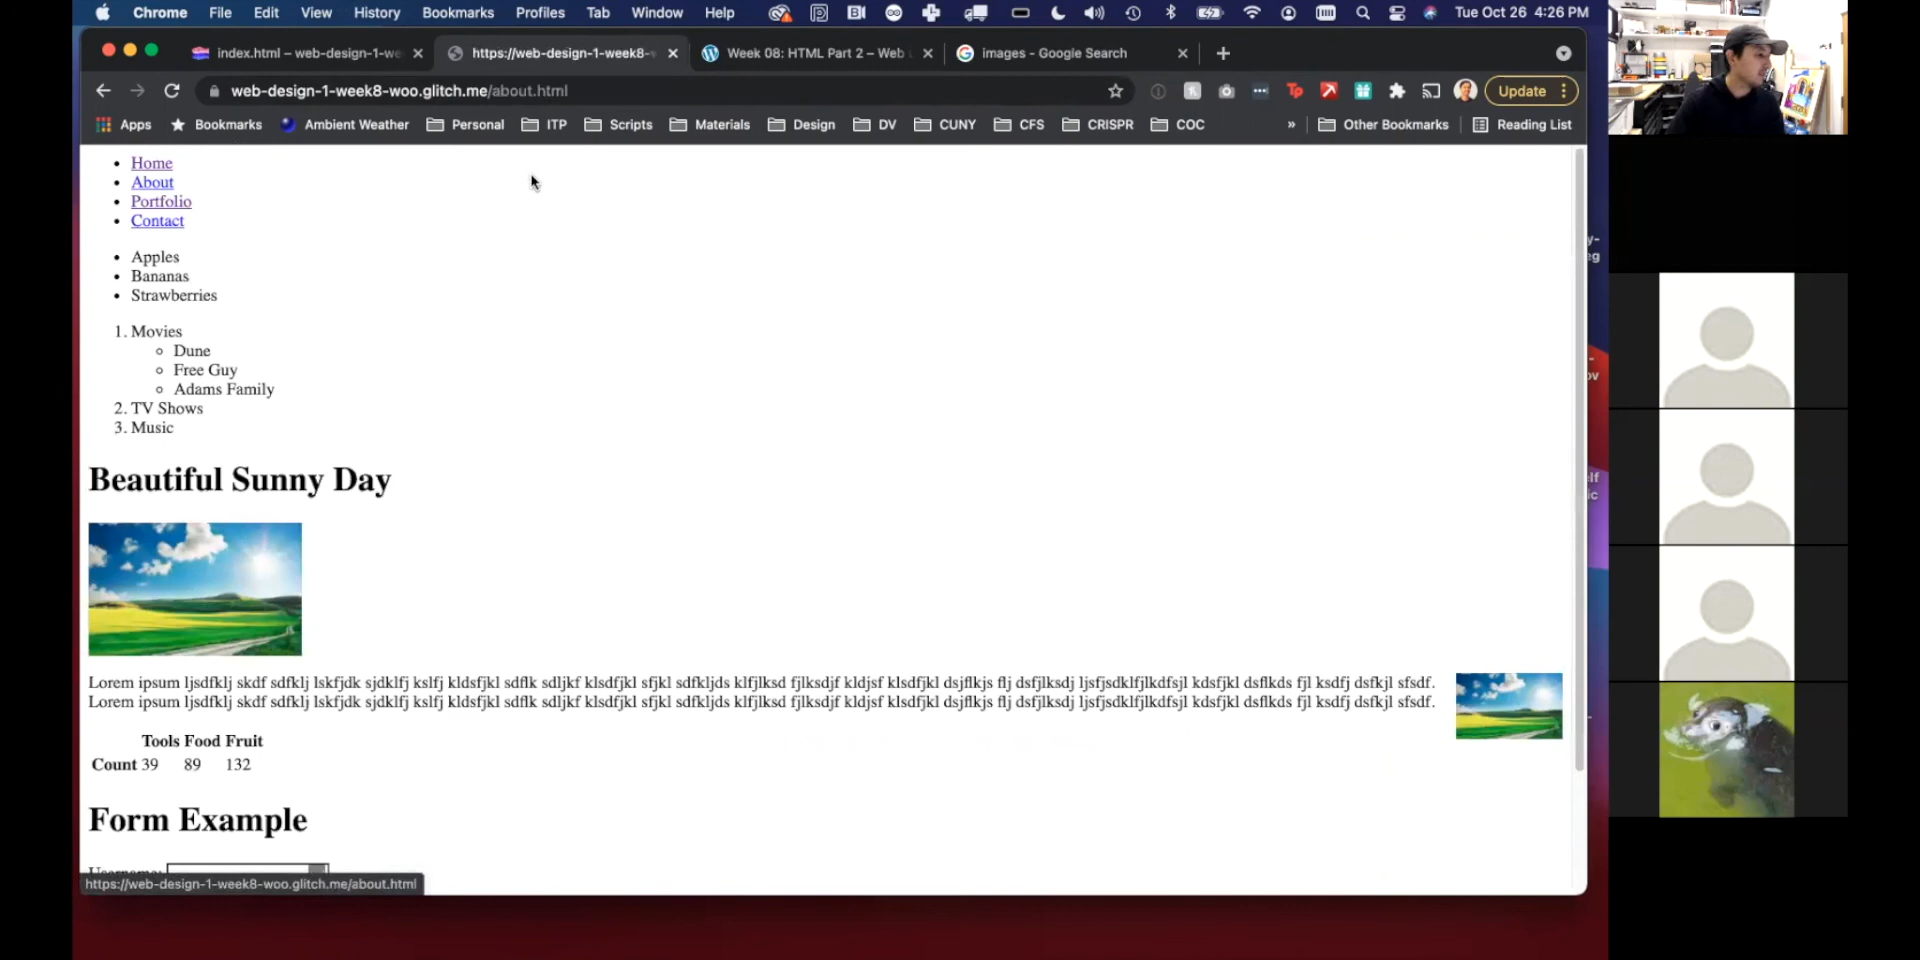 Chrome File Edit View History Bookmarks Profiles Tab Window Help Tue Oct 26 4:26 PM
index.html – web-design-1-we https://web-design-1-week8- Week 08: HTML Part 2 – Web images - Google Search
web-design-1-week8-woo.glitch.me/about.html Update
Apps Bookmarks Ambient Weather Personal ITP Scripts Materials Design DV CUNY CFS CRISPR COC » Other Bookmarks Reading List
• Home
• About
• Portfolio
• Contact
• Apples
• Bananas
• Strawberries
1. Movies
Dune
Free Guy
Adams Family
2. TV Shows
3. Music
Beautiful Sunny Day
Lorem ipsum ljsdfklj skdf sdfklj lskfjdk sjdklfj kslfj kldsfjkl sdflk sdljkf klsdfjkl sfjkl sdfkljds klfjlksd fjlksdjf kldjsf klsdfjkl dsjflkjs flj dsfjlksdj ljsfjsdklfjlkdfsjl kdsfjkl dsflkds fjl ksdfj dsfkjl sfsdf.
Lorem ipsum ljsdfklj skdf sdfklj lskfjdk sjdklfj kslfj kldsfjkl sdflk sdljkf klsdfjkl sfjkl sdfkljds klfjlksd fjlksdjf kldjsf klsdfjkl dsjflkjs flj dsfjlksdj ljsfjsdklfjlkdfsjl kdsfjkl dsflkds fjl ksdfj dsfkjl sfsdf.
Tools Food Fruit
Count 39 89 132
Form Example
Username:
https://web-design-1-week8-woo.glitch.me/about.html